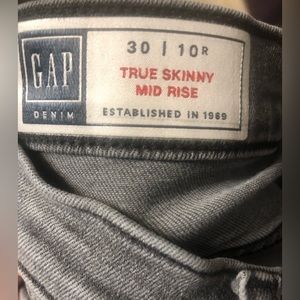 GAP
DENIM
30 | 10R
TRUE SKINNY
MID RISE
ESTABLISHED IN 1969